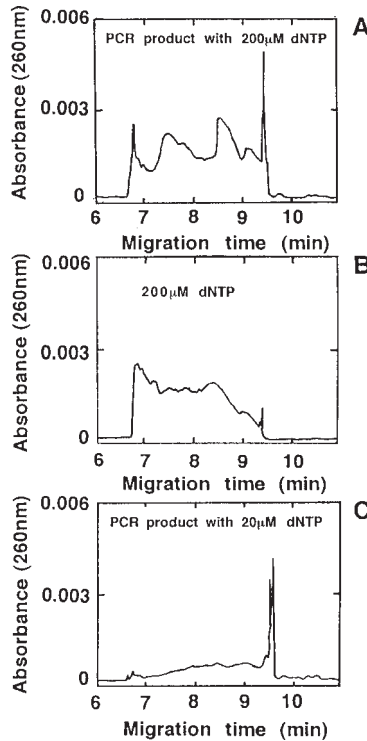 A
PCR product with 200μM dNTP
Absorbance (260nm)
0.006
0.003
0
6 7 8 9 10
Migration time (min)
B
200μM dNTP
Absorbance (260nm)
0.006
0.003
0
6 7 8 9 10
Migration time (min)
C
PCR product with 20μM dNTP
Absorbance (260nm)
0.006
0.003
0
6 7 8 9 10
Migration time (min)